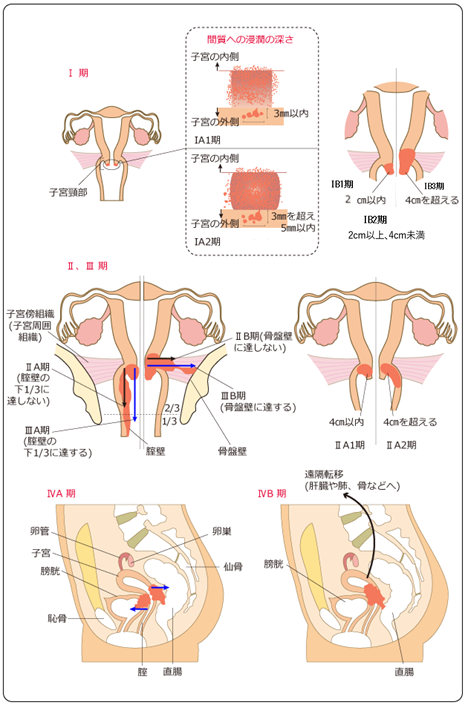 Ⅰ 期
間質への浸潤の深さ
子宮の内側
子宮の外側
3㎜以内
ⅠA1期
子宮の内側
子宮の外側
3㎜を超え
5㎜以内
ⅠA2期
子宮頸部
ⅠB1期
2 ㎝以内
ⅠB3期
4㎝を超える
ⅠB2期
2cm以上、4cm未満
Ⅱ 、Ⅲ 期
子宮傍組織
(子宮周囲
組織)
ⅡA期
(腟壁の
下1/3に
達しない)
ⅢA期
(腟壁の
下1/3に達する)
腟壁
ⅡB期(骨盤壁
に達しない)
ⅢB期
(骨盤壁に達する)
2/3
1/3
骨盤壁
4㎝以内
ⅡA1期
4㎝を超える
ⅡA2期
ⅣA 期
卵管
子宮
膀胱
恥骨
卵巣
仙骨
腟
直腸
ⅣB 期
遠隔転移
(肝臓や肺、骨などへ)
膀胱
直腸